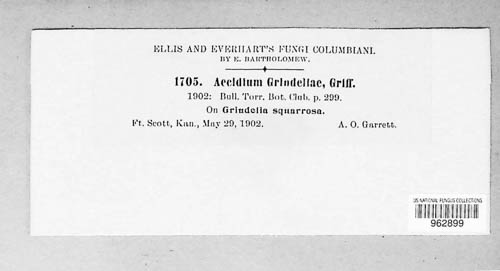 ELLIS AND EVERHART'S FUNGI COLUMBIANI.
BY E. BARTHOLOMEW.
1705. Aecidium Grindeliae, Griff.
1902: Bull. Torr. Bot. Club. p. 299.
On Grindelia squarrosa.
Ft. Scott, Kan., May 29, 1902. A. O. Garrett.
US NATIONAL FUNGUS COLLECTIONS
962899